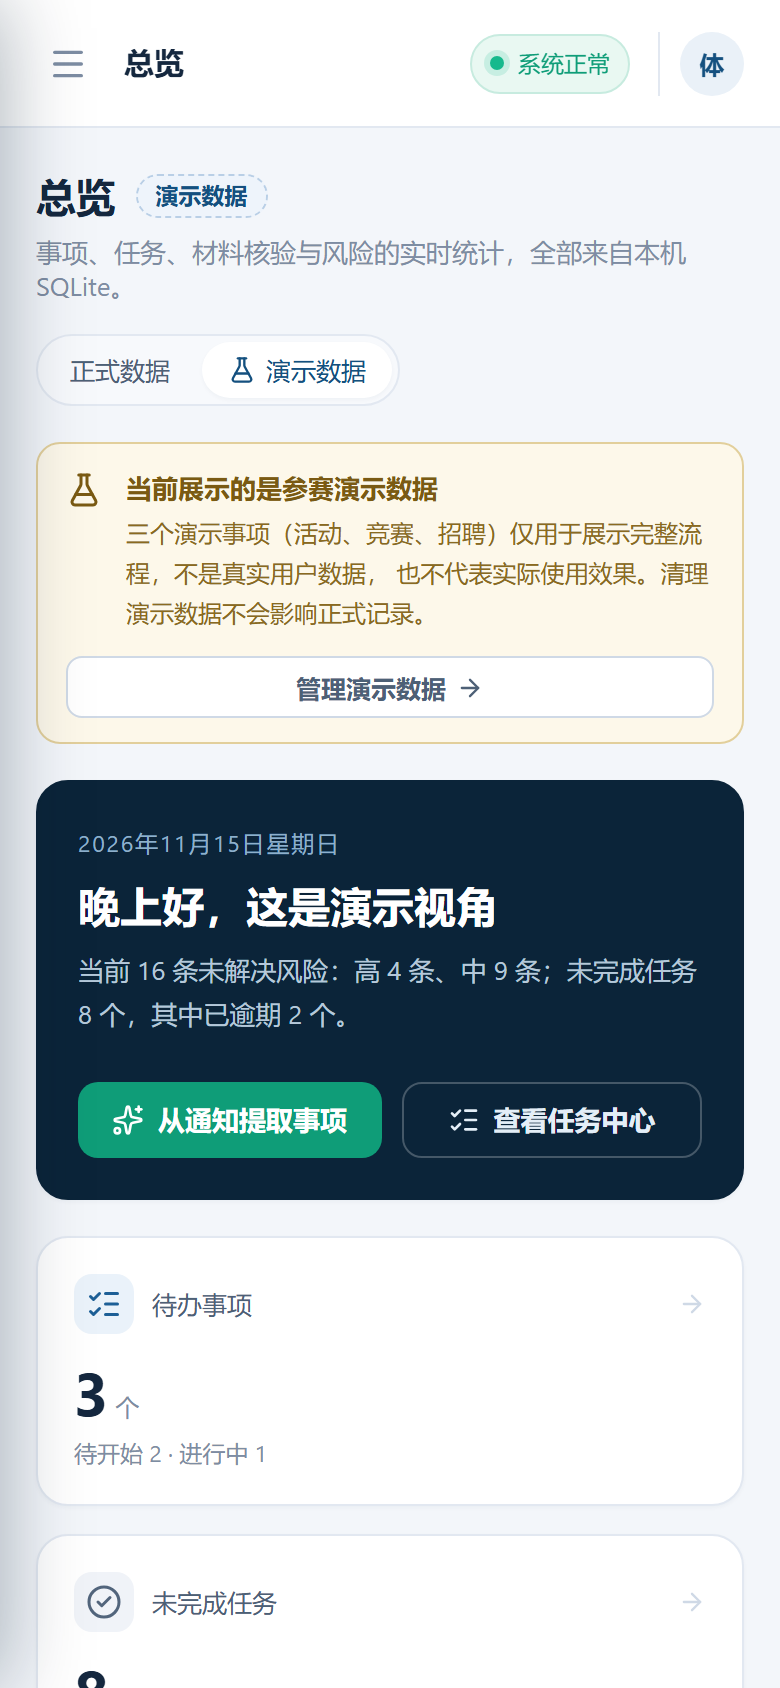 总览
系统正常
体
总览
演示数据
事项、任务、材料核验与风险的实时统计，全部来自本机
SQLite。
正式数据
演示数据
当前展示的是参赛演示数据
三个演示事项（活动、竞赛、招聘）仅用于展示完整流
程，不是真实用户数据， 也不代表实际使用效果。清理
演示数据不会影响正式记录。
管理演示数据
2026年11月15日星期日
晚上好，这是演示视角
当前 16 条未解决风险：高 4 条、中 9 条；未完成任务
8 个，其中已逾期 2 个。
从通知提取事项
查看任务中心
待办事项
3 个
待开始 2 · 进行中 1
未完成任务